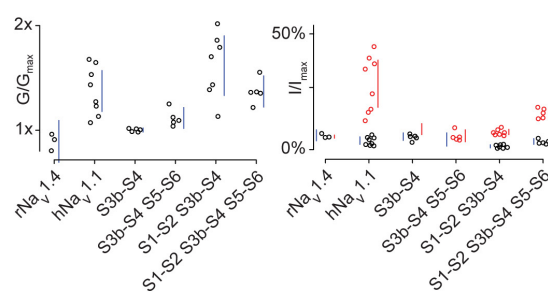 2x
1x
G/Gmax
rNav1.4
hNav1.1
S3b-S4
S3b-S4 S5-S6
S1-S2 S3b-S4
S1-S2 S3b-S4 S5-S6
50%
0%
I/Imax
rNav1.4
hNav1.1
S3b-S4
S3b-S4 S5-S6
S1-S2 S3b-S4
S1-S2 S3b-S4 S5-S6